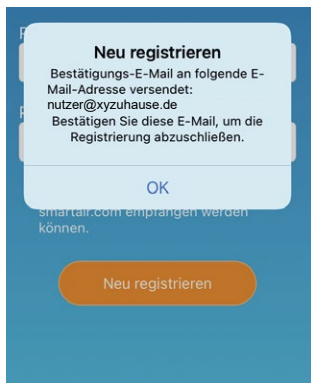 Neu registrieren
Bestätigungs-E-Mail an folgende E-
Mail-Adresse versendet:
nutzer@xyzuhause.de
Bestätigen Sie diese E-Mail, um die
Registrierung abzuschließen.
OK
smartair.com empfangen werden
können.
Neu registrieren